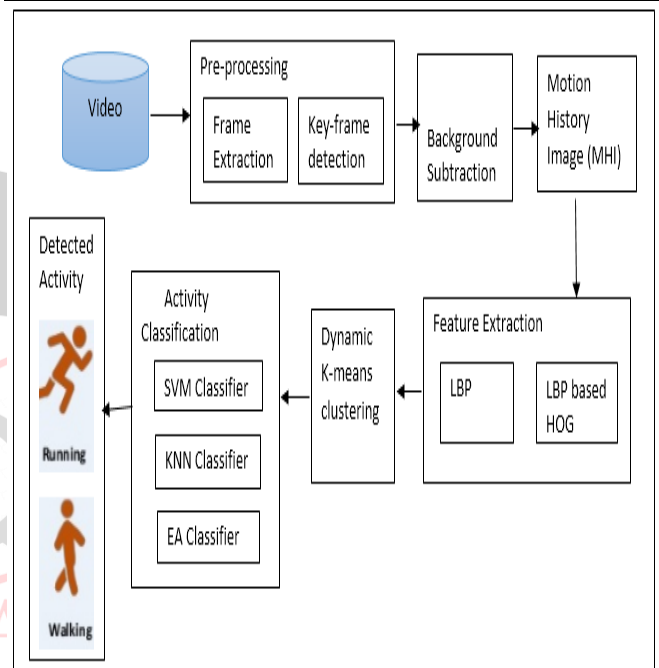 Video
Pre-processing
Frame
Extraction
Key-frame
detection
Background
Subtraction
Motion
History
Image (MHI)
Feature Extraction
LBP
LBP based
HOG
Dynamic
K-means
clustering
Activity
Classification
SVM Classifier
KNN Classifier
EA Classifier
Detected
Activity
Running
Walking